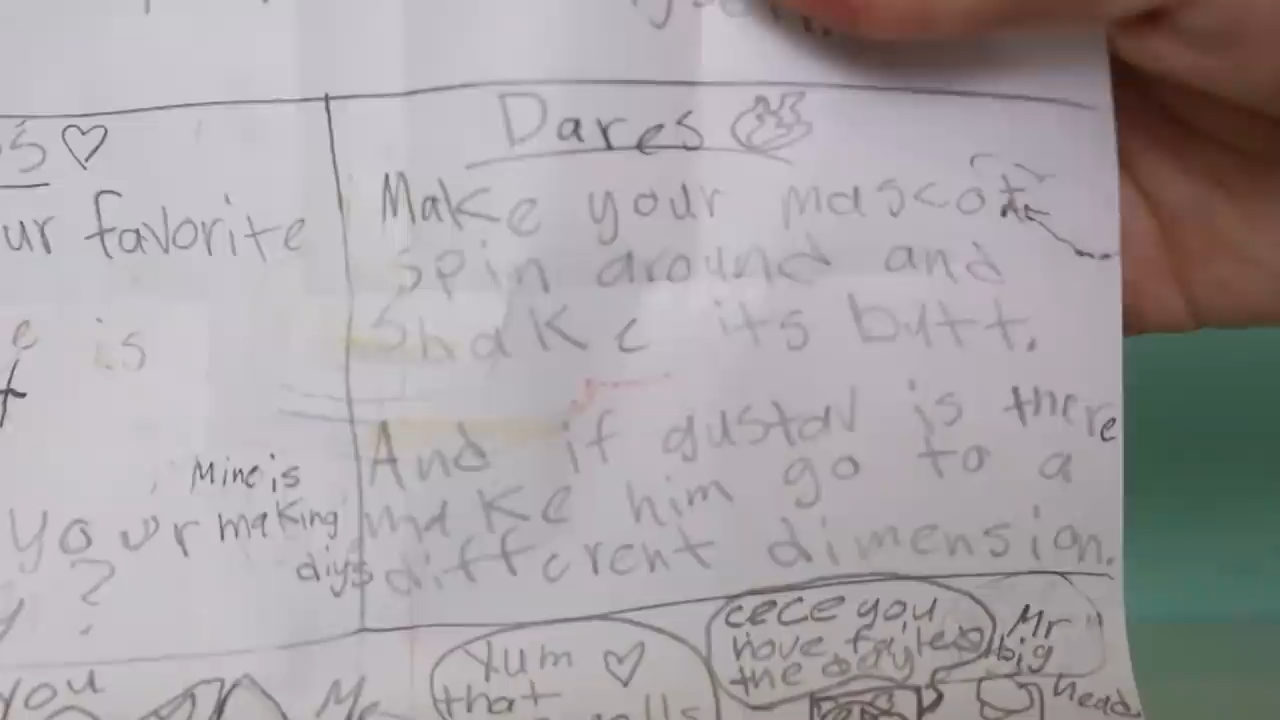 s ♡
ur favorite
e is
Mine is
your making
diys
?
Dares
Make your mascot
spin around and
Shake its butt.
And if gustav is there
make him go to a
different dimension.
you
Me
Yum ♡
that
cece you
have failed
the
Mr
big
head